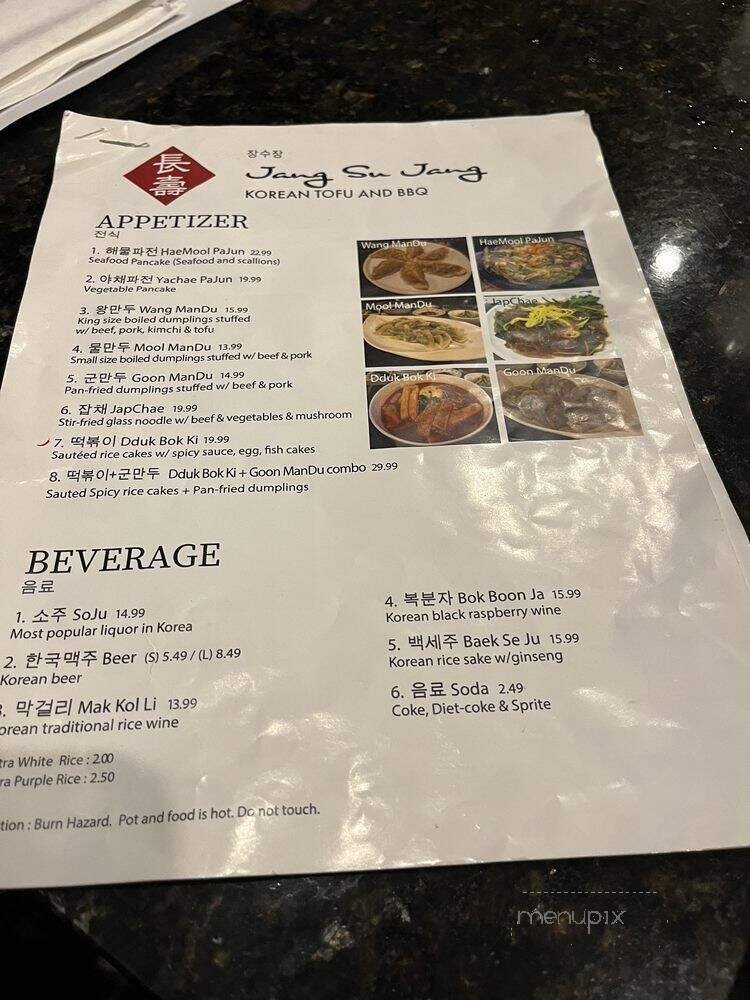 長壽
장수장
Jang Su Jang
KOREAN TOFU AND BBQ
APPETIZER
전식
1. 해물파전 HaeMool PaJun 22.99
Seafood Pancake (Seafood and scallions)
2. 야채파전 Yachae PaJun 19.99
Vegetable Pancake
3. 왕만두 Wang ManDu 15.99
King size boiled dumplings stuffed
w/ beef, pork, kimchi & tofu
4. 물만두 Mool ManDu 13.99
Small size boiled dumplings stuffed w/ beef & pork
5. 군만두 Goon ManDu 14.99
Pan-fried dumplings stuffed w/ beef & pork
6. 잡채 JapChae 19.99
Stir-fried glass noodle w/ beef & vegetables & mushroom
7. 떡볶이 Dduk Bok Ki 19.99
Sautéed rice cakes w/ spicy sauce, egg, fish cakes
8. 떡볶이+군만두 Dduk Bok Ki + Goon ManDu combo 29.99
Sauted Spicy rice cakes + Pan-fried dumplings
Wang ManDu
HaeMool PaJun
Mool ManDu
JapChae
Dduk Bok Ki
Goon ManDu
BEVERAGE
음료
1. 소주 SoJu 14.99
Most popular liquor in Korea
2. 한국맥주 Beer (S) 5.49 / (L) 8.49
Korean beer
3. 막걸리 Mak Kol Li 13.99
orean traditional rice wine
4. 복분자 Bok Boon Ja 15.99
Korean black raspberry wine
5. 백세주 Baek Se Ju 15.99
Korean rice sake w/ginseng
6. 음료 Soda 2.49
Coke, Diet-coke & Sprite
tra White Rice : 2.00
ra Purple Rice : 2.50
tion : Burn Hazard. Pot and food is hot. Do not touch.
menupix